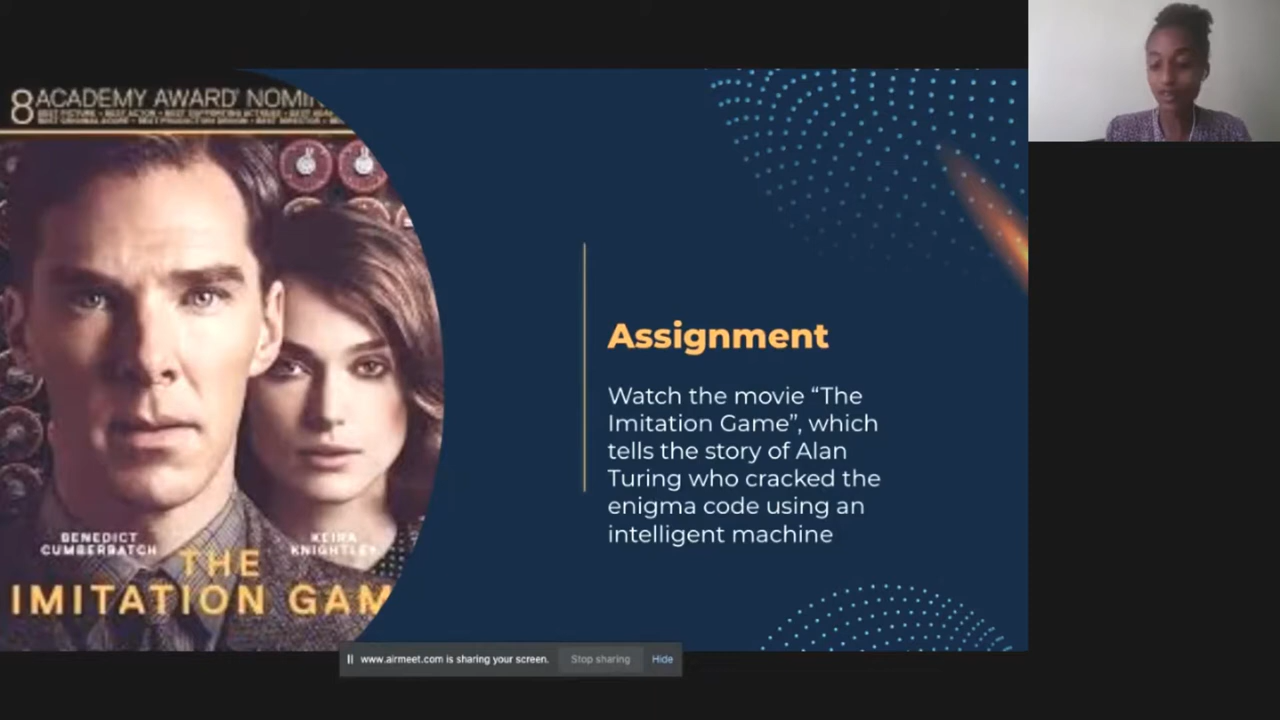 8 ACADEMY AWARD® NOMIN
BENEDICT
CUMBERBATCH
KEIRA
KNIGHTLEY
THE
IMITATION GAM
Assignment
Watch the movie “The
Imitation Game”, which
tells the story of Alan
Turing who cracked the
enigma code using an
intelligent machine
www.airmeet.com is sharing your screen.
Stop sharing
Hide